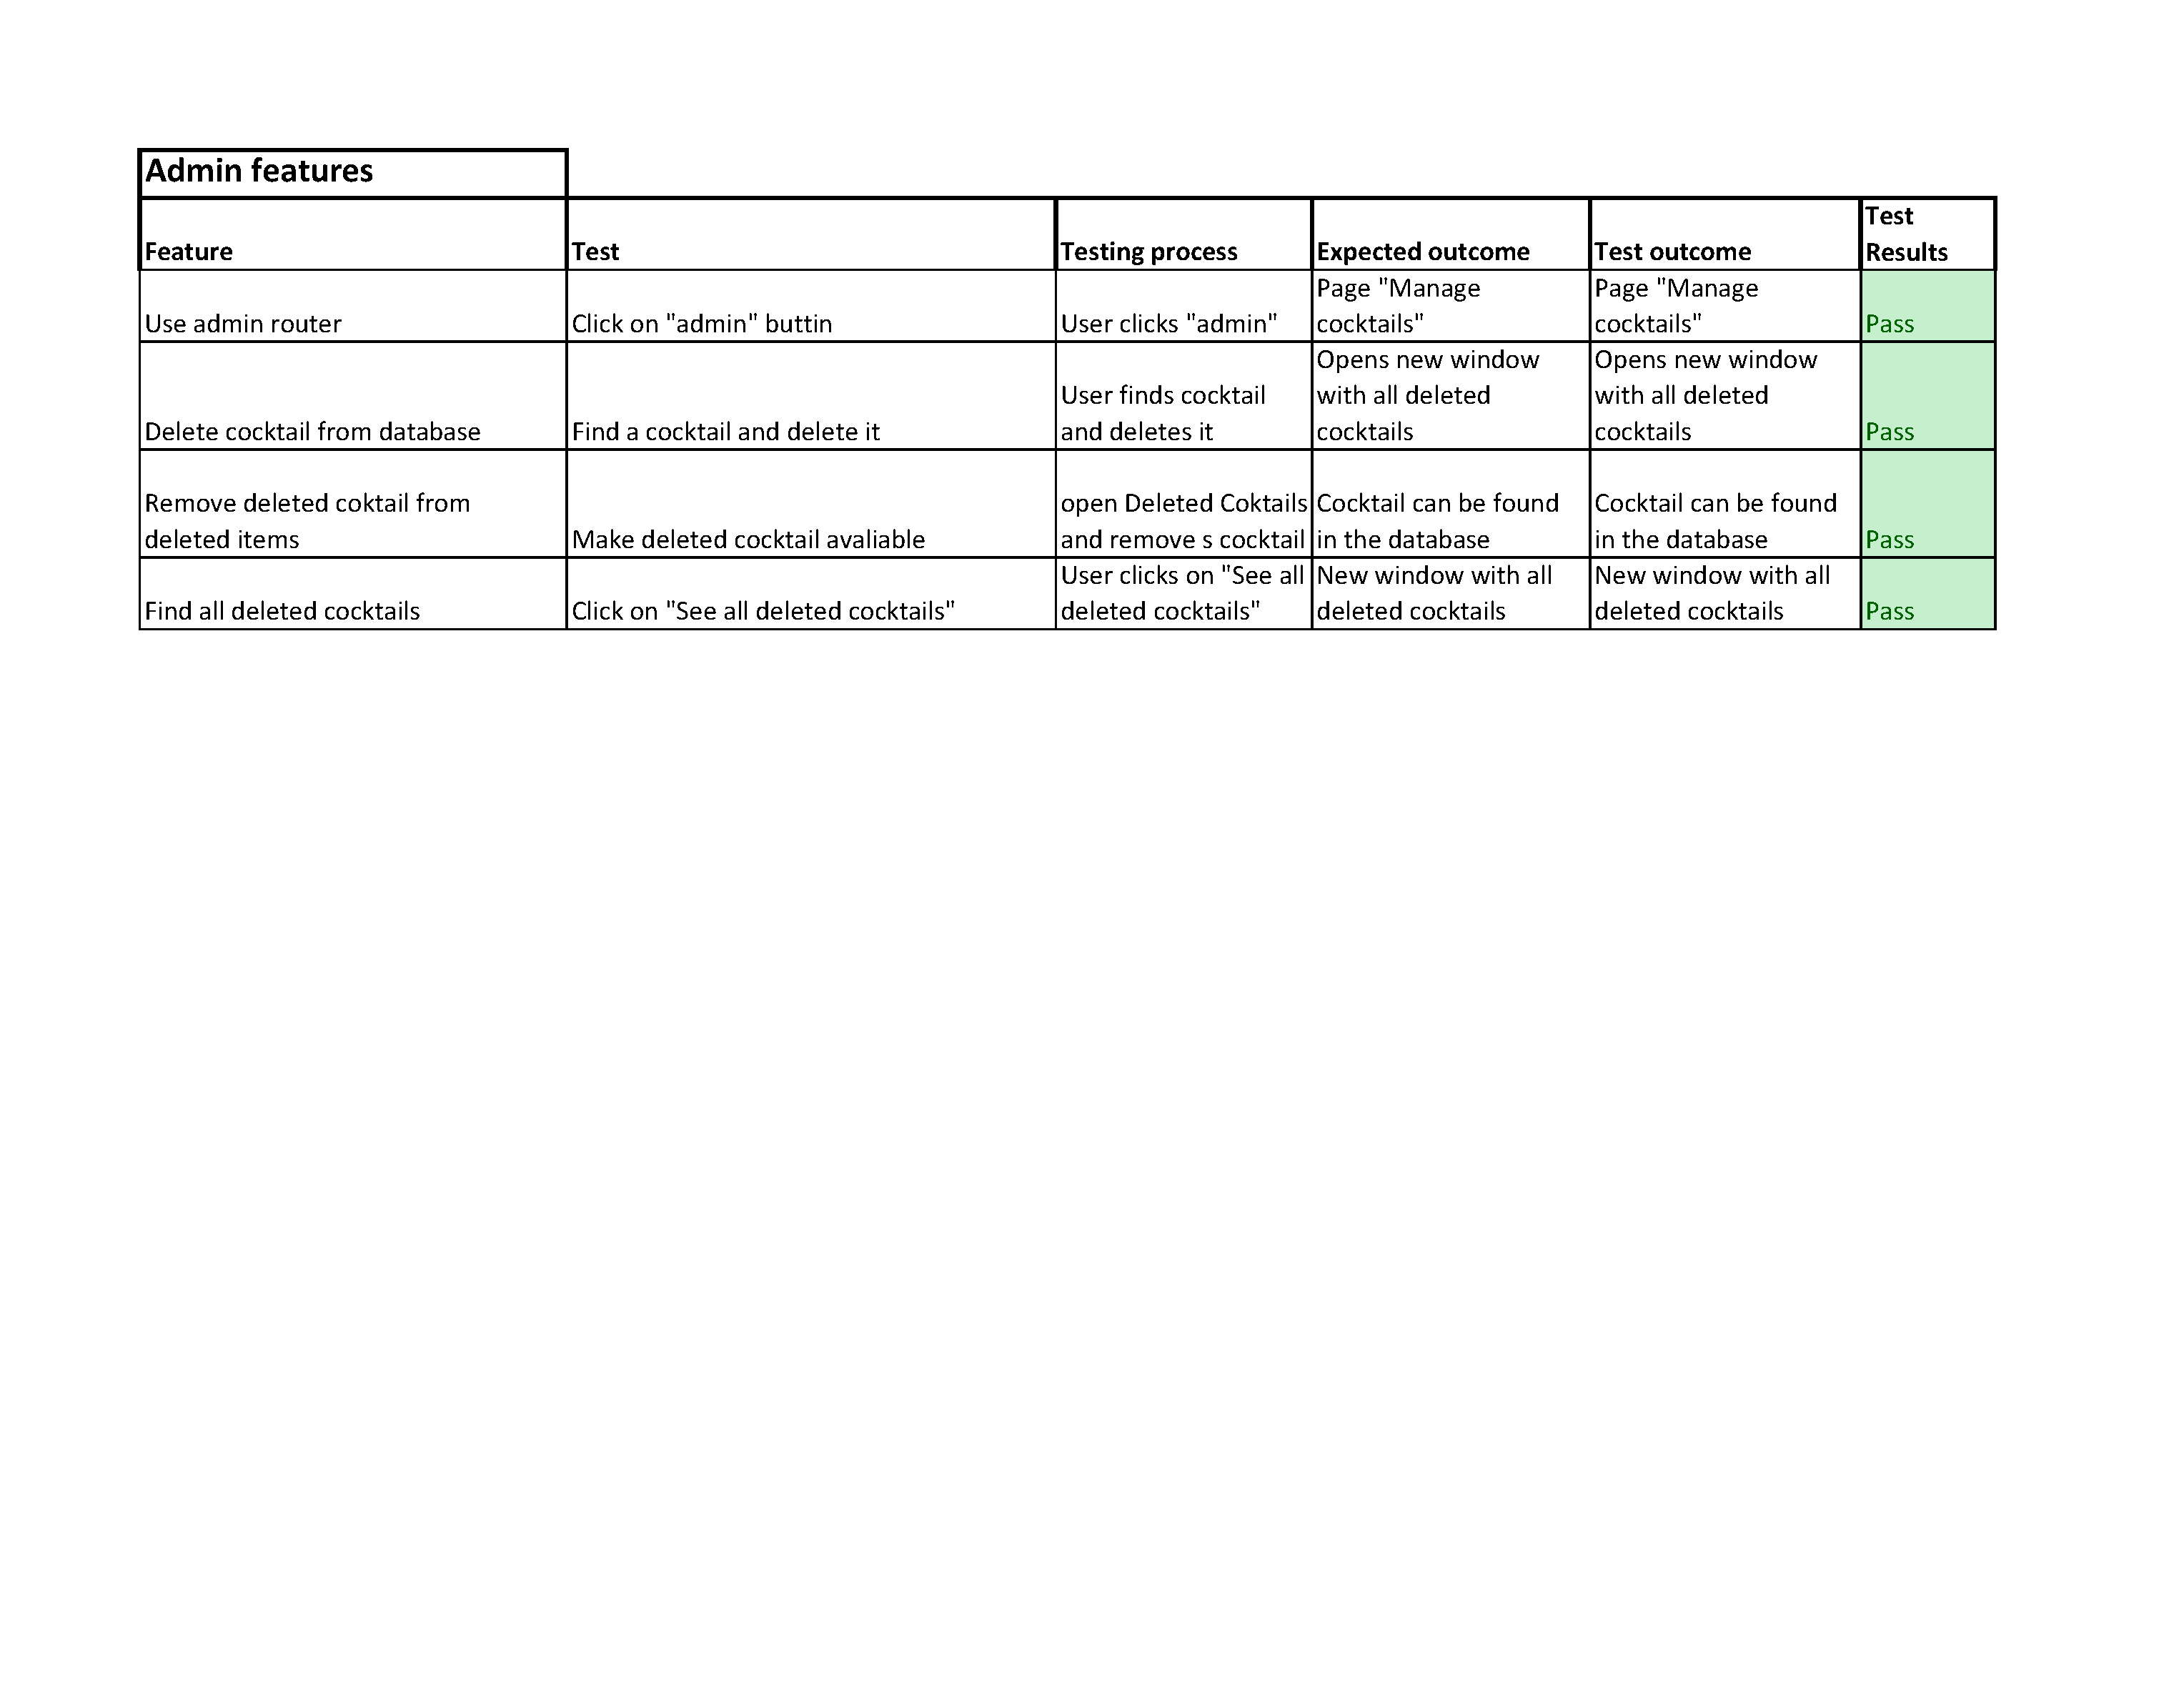 Admin features
Feature
Test
Testing process
Expected outcome
Test outcome
Test
Results
Use admin router
Click on "admin" buttin
User clicks "admin"
Page "Manage
cocktails"
Page "Manage
cocktails"
Pass
Delete cocktail from database
Find a cocktail and delete it
User finds cocktail
and deletes it
Opens new window
with all deleted
cocktails
Opens new window
with all deleted
cocktails
Pass
Remove deleted coktail from
deleted items
Make deleted cocktail avaliable
open Deleted Coktails
and remove s cocktail
Cocktail can be found
in the database
Cocktail can be found
in the database
Pass
Find all deleted cocktails
Click on "See all deleted cocktails"
User clicks on "See all
deleted cocktails"
New window with all
deleted cocktails
New window with all
deleted cocktails
Pass